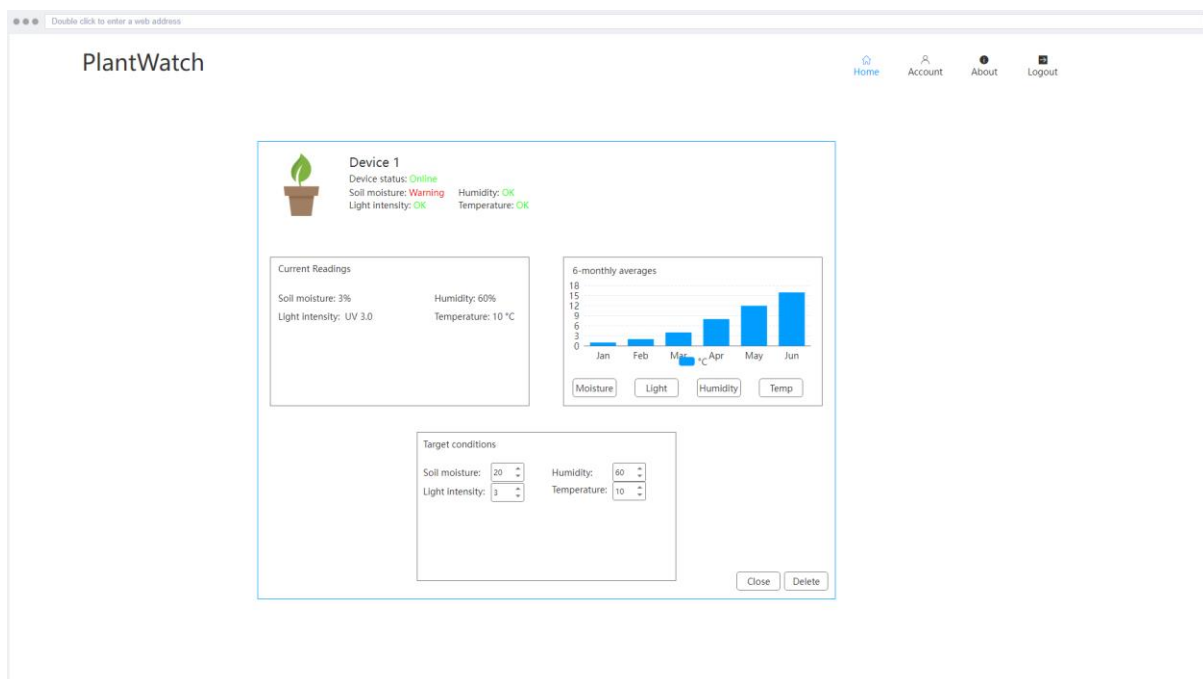 Double click to enter a web address
PlantWatch
Home Account About Logout
Device 1
Device status: Online
Soil moisture: Warning Humidity: OK
Light intensity: OK Temperature: OK
Current Readings
Soil moisture: 3% Humidity: 60%
Light intensity: UV 3.0 Temperature: 10 °C
6-monthly averages
18
15
12
9
6
3
0
Jan Feb Mar Apr May Jun
°C
Moisture Light Humidity Temp
Target conditions
Soil moisture: 20 Humidity: 60
Light intensity: 3 Temperature: 10
Close Delete